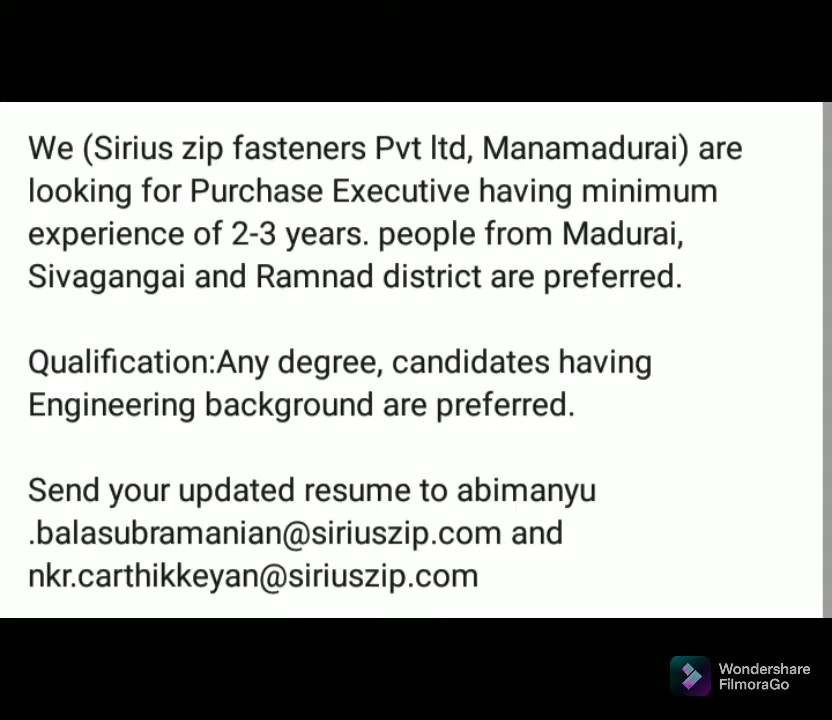 We (Sirius zip fasteners Pvt ltd, Manamadurai) are
looking for Purchase Executive having minimum
experience of 2-3 years. people from Madurai,
Sivagangai and Ramnad district are preferred.
Qualification:Any degree, candidates having
Engineering background are preferred.
Send your updated resume to abimanyu
.balasubramanian@siriuszip.com and
nkr.carthikkeyan@siriuszip.com
Wondershare
FilmoraGo